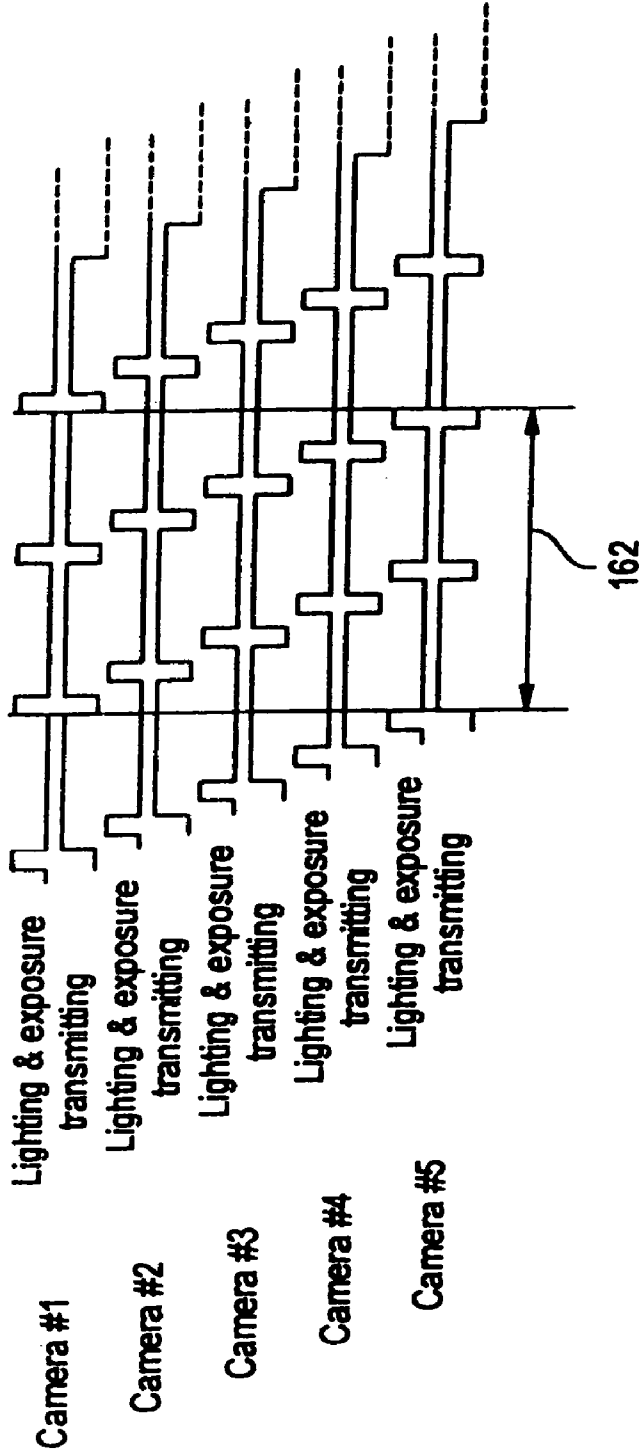 Camera #1
Lighting & exposure
transmitting
Camera #2
Lighting & exposure
transmitting
Camera #3
Lighting & exposure
transmitting
Camera #4
Lighting & exposure
transmitting
Camera #5
Lighting & exposure
transmitting
162